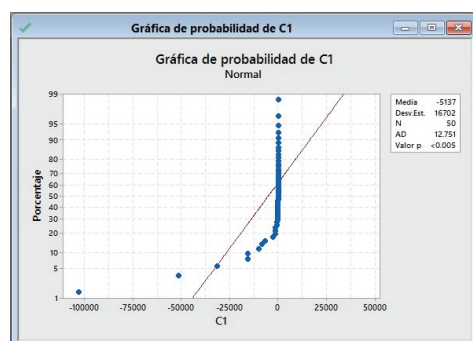 Gráfica de probabilidad de C1
Gráfica de probabilidad de C1
Normal
99
95
90
80
70
60
50
40
30
20
10
5
1
Porcentaje
-100000 -75000 -50000 -25000 0 25000 50000
C1
Media -5137
Desv.Est. 16702
N 50
AD 12.751
Valor p <0.005